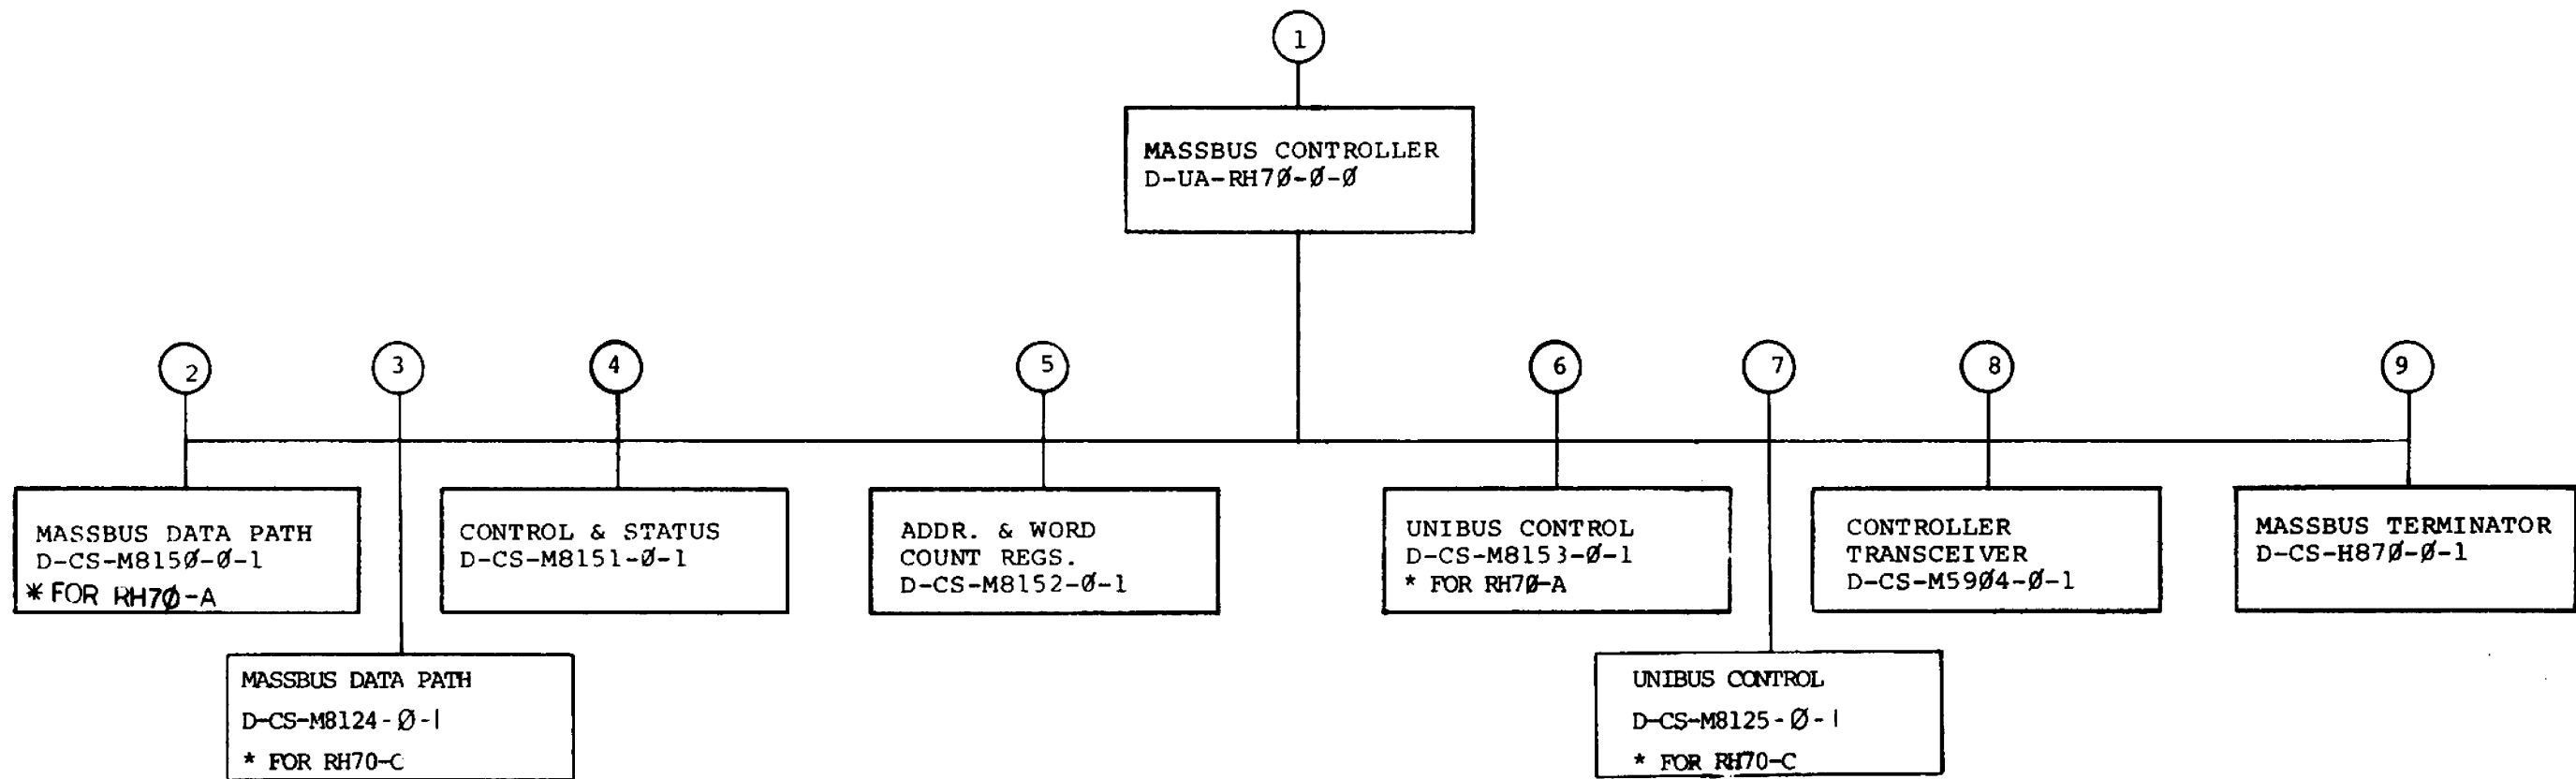 1
MASSBUS CONTROLLER
D-UA-RH7Ø-Ø-Ø
2
3
4
5
6
7
8
9
MASSBUS DATA PATH
D-CS-M815Ø-Ø-1
* FOR RH7Ø-A
CONTROL & STATUS
D-CS-M8151-Ø-1
ADDR. & WORD
COUNT REGS.
D-CS-M8152-Ø-1
UNIBUS CONTROL
D-CS-M8153-Ø-1
* FOR RH7Ø-A
CONTROLLER
TRANSCEIVER
D-CS-M59Ø4-Ø-1
MASSBUS TERMINATOR
D-CS-H87Ø-Ø-1
MASSBUS DATA PATH
D-CS-M8124-Ø-1
* FOR RH70-C
UNIBUS CONTROL
D-CS-M8125-Ø-1
* FOR RH70-C